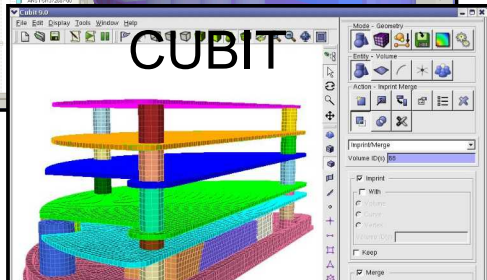 Cubit 9.0
File Edit Display Tools Window Help
CUBIT
Mode - Geometry
Entity - Volume
Action - Imprint Merge
Imprint/Merge
Volume ID(s) 68
Imprint
With
Volume
Curve
Vertex
Keep
Merge